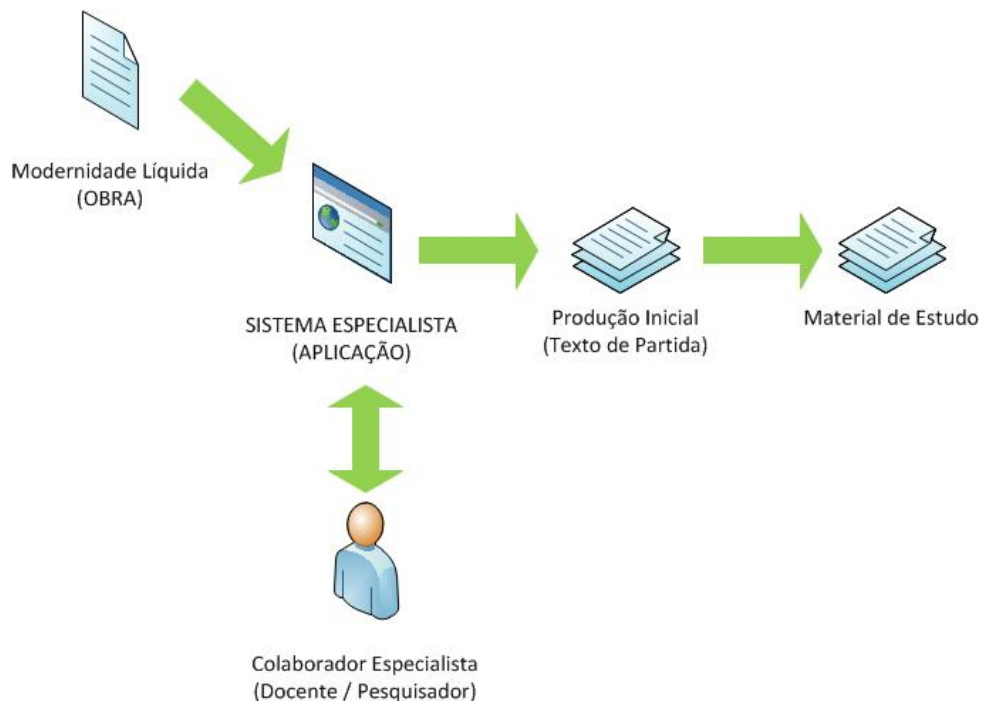 Modernidade Líquida
(OBRA)
SISTEMA ESPECIALISTA
(APLICAÇÃO)
Produção Inicial
(Texto de Partida)
Material de Estudo
Colaborador Especialista
(Docente / Pesquisador)